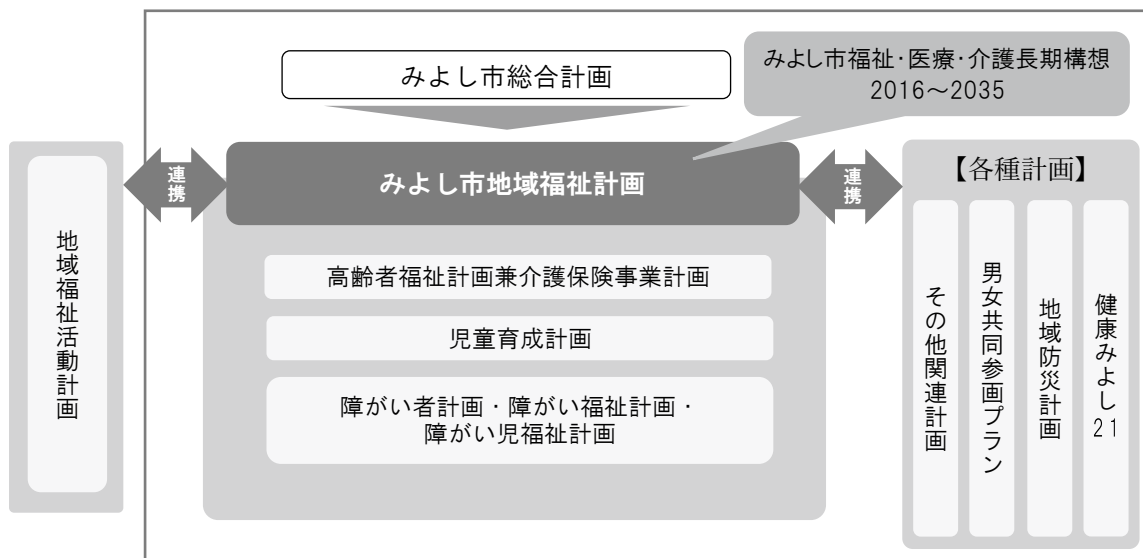 みよし市総合計画
みよし市福祉・医療・介護長期構想
2016～2035
連携
みよし市地域福祉計画
連携
地域福祉活動計画
高齢者福祉計画兼介護保険事業計画
児童育成計画
障がい者計画・障がい福祉計画・
障がい児福祉計画
【各種計画】
健康みよし21
地域防災計画
男女共同参画プラン
その他関連計画